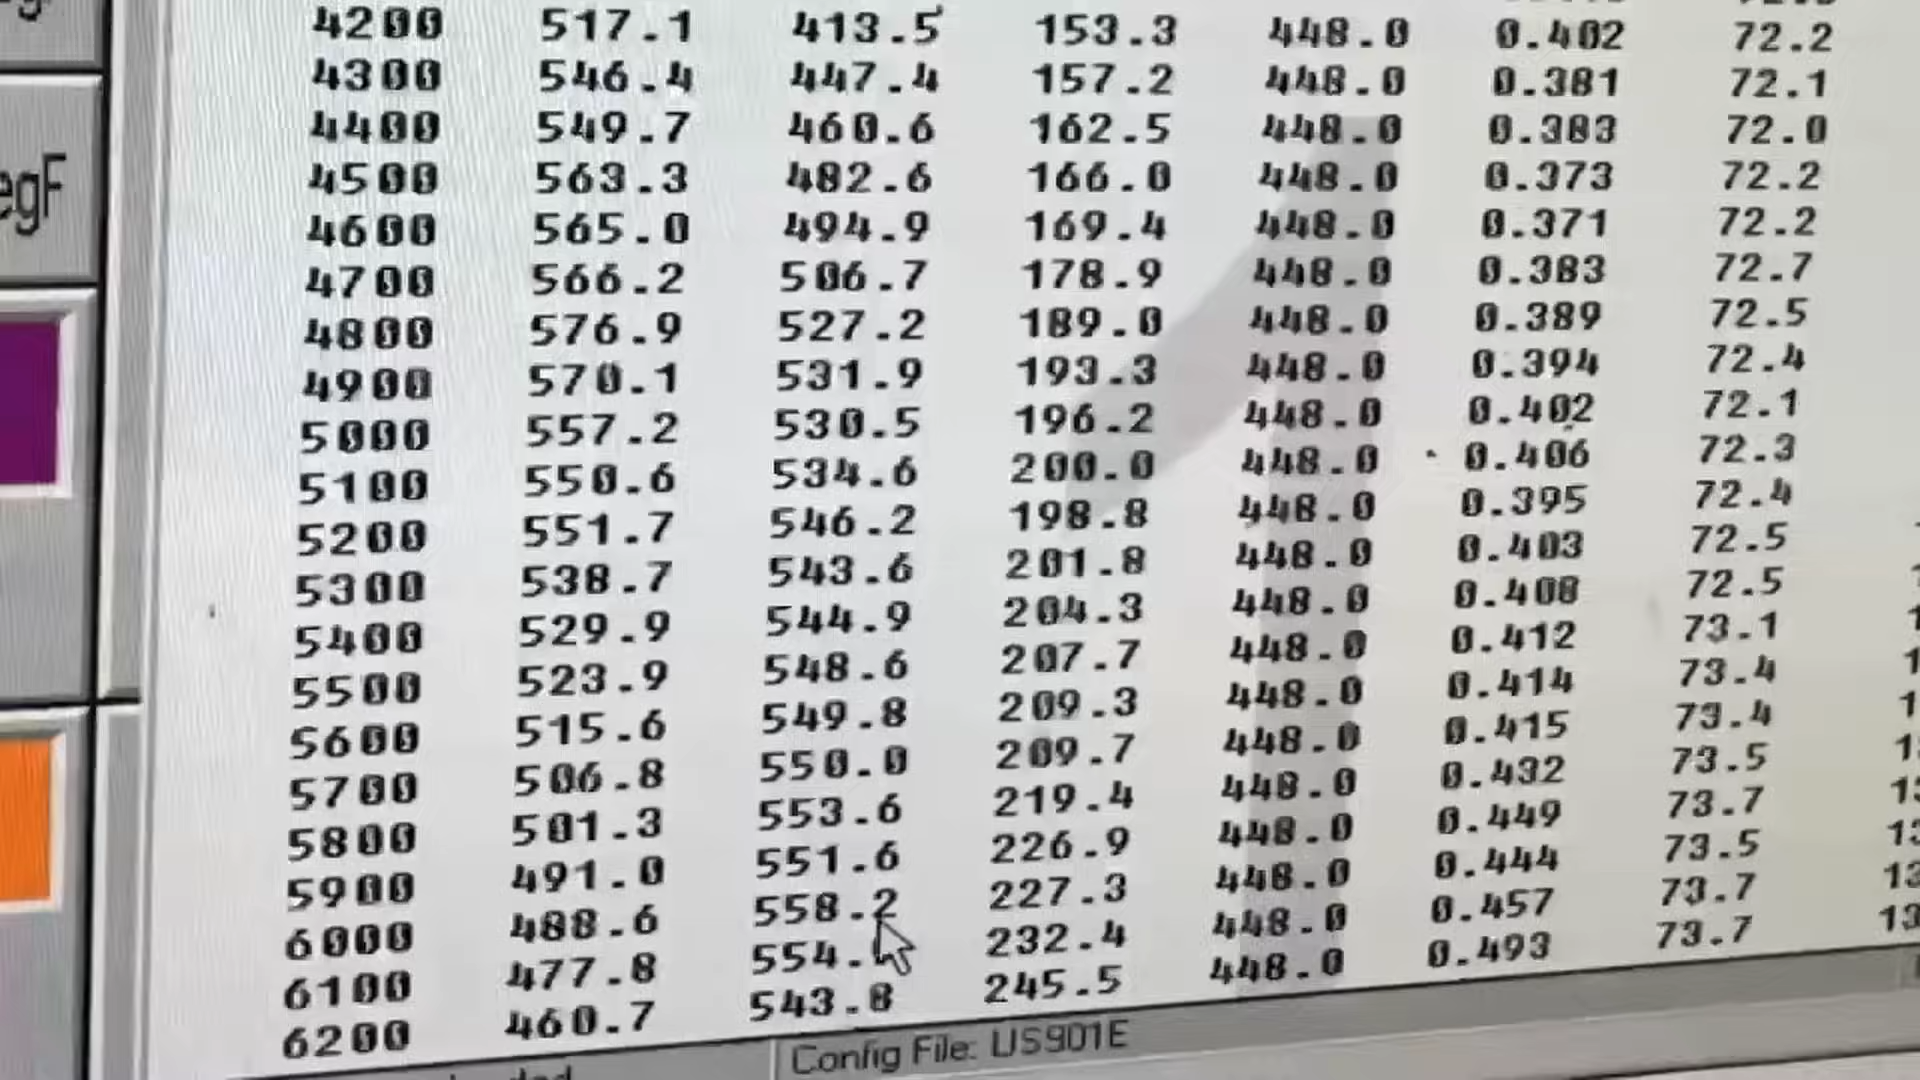 4200 517.1 413.5 153.3 448.0 0.402 72.2
4300 546.4 447.4 157.2 448.0 0.381 72.1
4400 549.7 460.6 162.5 448.0 0.383 72.0
egF
4500 563.3 482.6 166.0 448.0 0.373 72.2
4600 565.0 494.9 169.4 448.0 0.371 72.2
4700 566.2 506.7 178.9 448.0 0.383 72.7
4800 576.9 527.2 189.0 448.0 0.389 72.5
4900 570.1 531.9 193.3 448.0 0.394 72.4
5000 557.2 530.5 196.2 448.0 0.402 72.1
5100 550.6 534.6 200.0 448.0 0.406 72.3
5200 551.7 546.2 198.8 448.0 0.395 72.4
5300 538.7 543.6 201.8 448.0 0.403 72.5
5400 529.9 544.9 204.3 448.0 0.408 72.5
5500 523.9 548.6 207.7 448.0 0.412 73.1
5600 515.6 549.8 209.3 448.0 0.414 73.4
5700 506.8 550.0 209.7 448.0 0.415 73.4
5800 501.3 553.6 219.4 448.0 0.432 73.5
5900 491.0 551.6 226.9 448.0 0.449 73.7
6000 488.6 558.2 227.3 448.0 0.444 73.5
6100 477.8 554. 232.4 448.0 0.457 73.7
6200 460.7 543.8 245.5 448.0 0.493 73.7
Config File: US901E